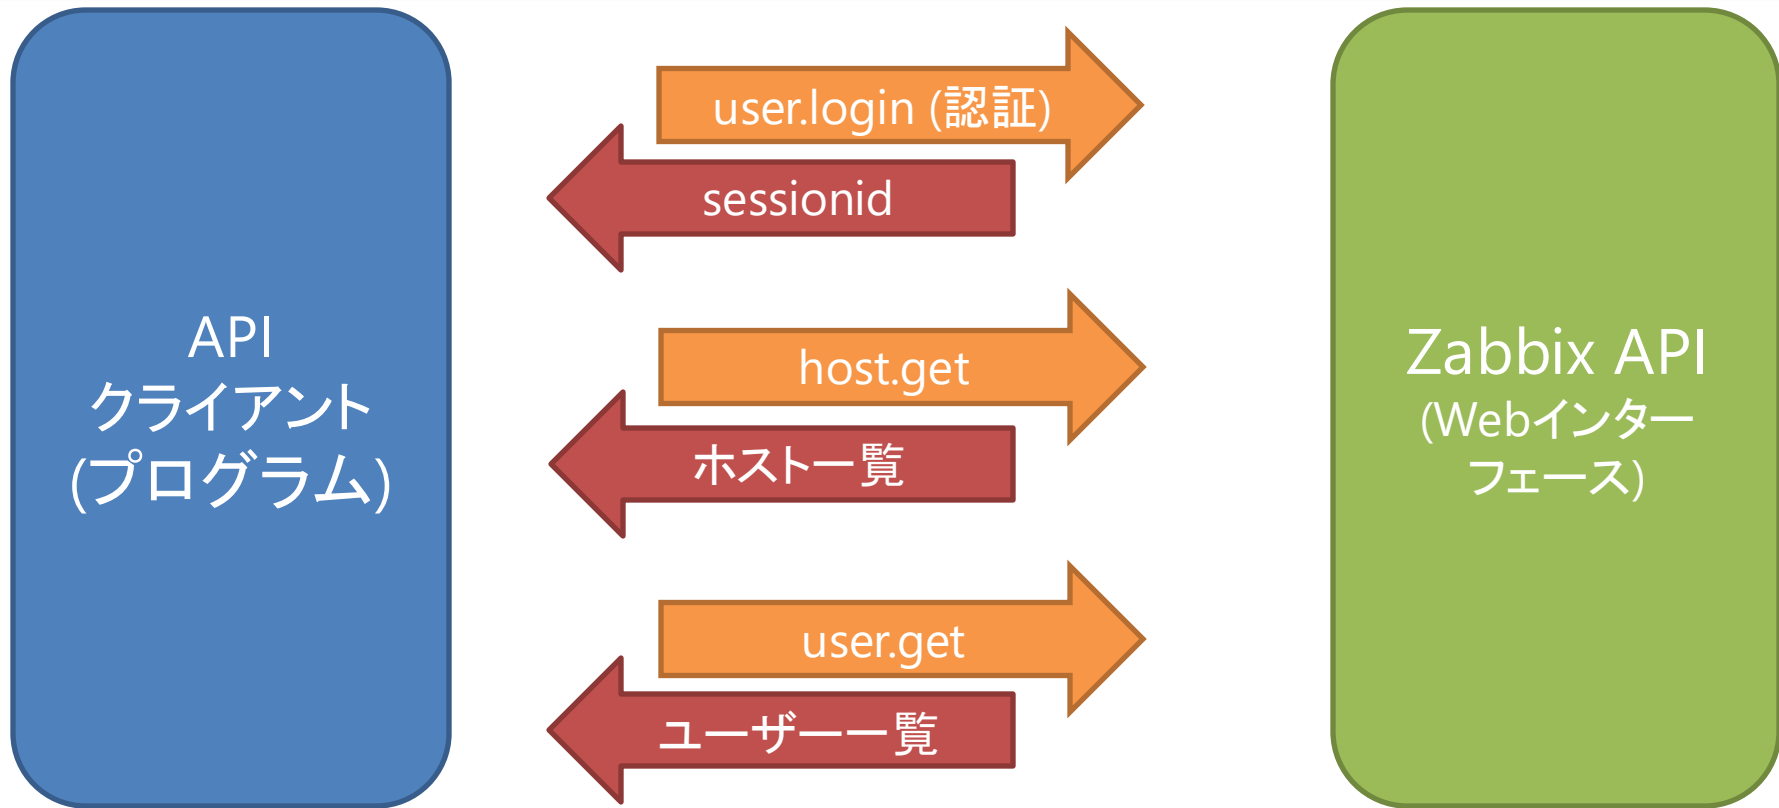 API
クライアント
(プログラム)
user.login (認証)
sessionid
host.get
ホスト一覧
user.get
ユーザー一覧
Zabbix API
(Webインター
フェース)